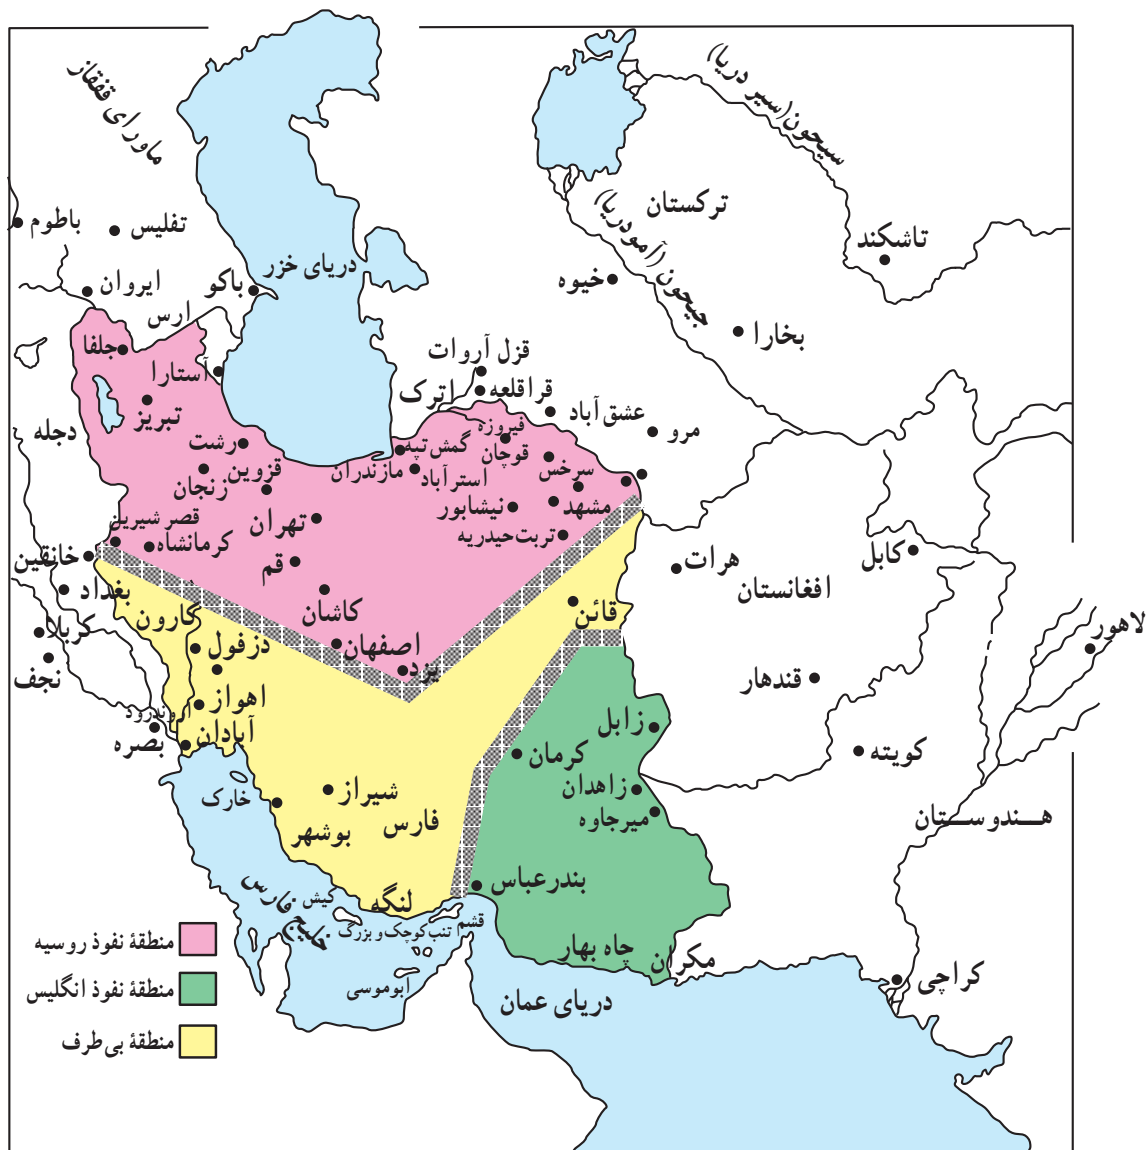 ماورای قفقاز
سیحون (سیر دریا)
ترکستان
جیحون (آمودریا)
تاشکند
باطوم
تفلیس
دریای خزر
باکو
ایروان
خیوه
ارس
بخارا
جلفا
آستارا
قزل آروات
قراقلعه
اترک
تبریز
عشق آباد
مرو
دجله
فیروزه
رشت
گمش تپه
قوچان
قزوین
مازندران
استرآباد
سرخس
زنجان
نیشابور
مشهد
قصر شیرین
تهران
تربت حیدریه
کرمانشاه
خانقین
قم
هرات
کابل
افغانستان
بغداد
کاشان
قائن
کارون
کربلا
اصفهان
لاهور
دزفول
یزد
نجف
قندهار
اهواز
اروندرود
آبادان
بصره
زابل
کرمان
کویته
خارک
شیراز
زاهدان
بوشهر
فارس
میرجاوه
هندوستان
خلیج فارس
کیش
لنگه
بندرعباس
قشم
تنب کوچک و بزرگ
چاه بهار
مکران
کراچی
ابوموسی
دریای عمان
منطقهٔ نفوذ روسیه
منطقهٔ نفوذ انگلیس
منطقهٔ بی‌طرف